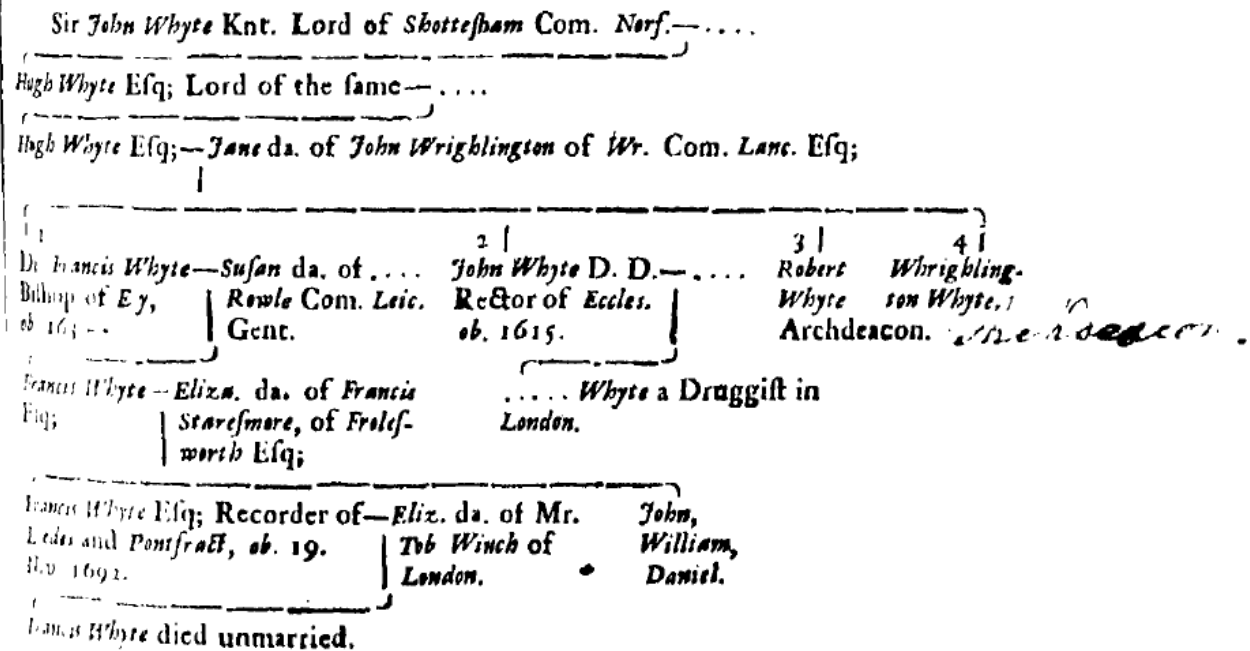 Sir John Whyte Knt. Lord of Shotteſham Com. Norf.—....
Hugh Whyte Eſq; Lord of the ſame—....
Hugh Whyte Eſq;—Jane da. of John Wrighlington of Wr. Com. Lanc. Eſq;
1 2 3 4
Dr Francis Whyte—Suſan da. of .... John Whyte D. D.—.... Robert Whrighling-
Biſhop of Ey, Rowle Com. Leic. Rector of Eccles. Whyte ton Whyte,
ob Gent. ob. 1615. Archdeacon.
Francis Whyte—Eliza. da. of Francis ..... Whyte a Druggiſt in
Eſq; Stareſmore, of Froleſ- London.
worth Eſq;
Francis Whyte Eſq; Recorder of—Eliz. da. of Mr. John,
Ledes and Pontfract, ob. 19. Tob Winch of William,
Nov 1692. London. Daniel.
Francis Whyte died unmarried.